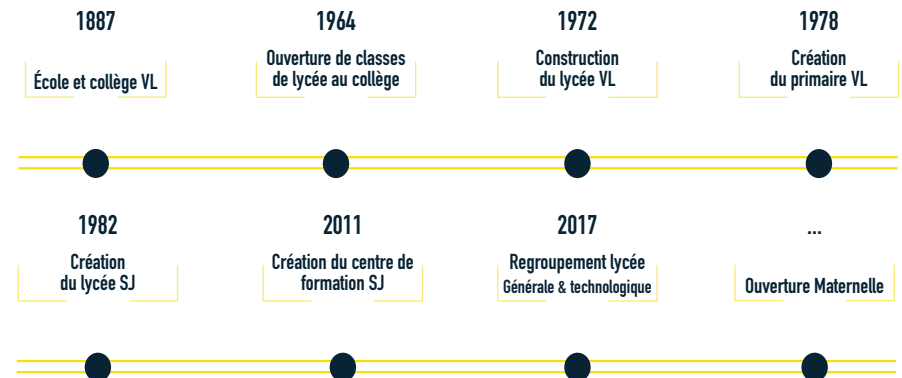 1887
École et collège VL
1964
Ouverture de classes
de lycée au collège
1972
Construction
du lycée VL
1978
Création
du primaire VL
1982
Création
du lycée SJ
2011
Création du centre de
formation SJ
2017
Regroupement lycée
Générale & technologique
...
Ouverture Maternelle